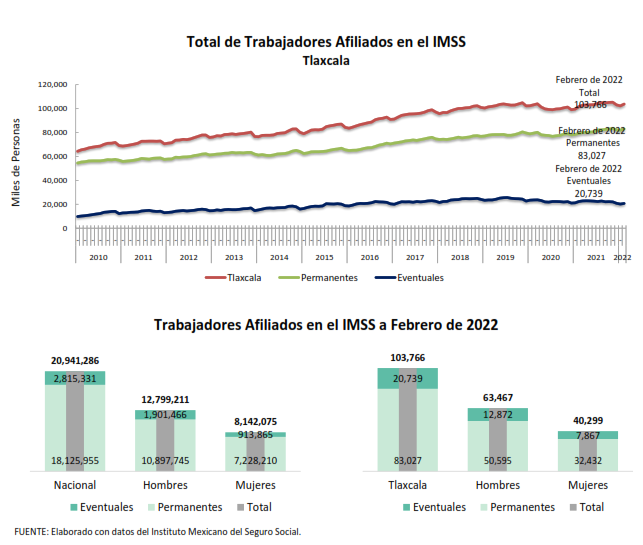 Total de Trabajadores Afiliados en el IMSS
Tlaxcala
Miles de Personas
120,000
100,000
80,000
60,000
40,000
20,000
0
Febrero de 2022
Total
103,766
Febrero de 2022
Permanentes
83,027
Febrero de 2022
Eventuales
20,739
2010 2011 2012 2013 2014 2015 2016 2017 2018 2019 2020 2021 2022
Tlaxcala Permanentes Eventuales
Trabajadores Afiliados en el IMSS a Febrero de 2022
20,941,286
2,815,331
18,125,955
12,799,211
1,901,466
10,897,745
8,142,075
913,865
7,228,210
Nacional Hombres Mujeres
Eventuales Permanentes Total
103,766
20,739
83,027
63,467
12,872
50,595
40,299
7,867
32,432
Tlaxcala Hombres Mujeres
Eventuales Permanentes Total
FUENTE: Elaborado con datos del Instituto Mexicano del Seguro Social.